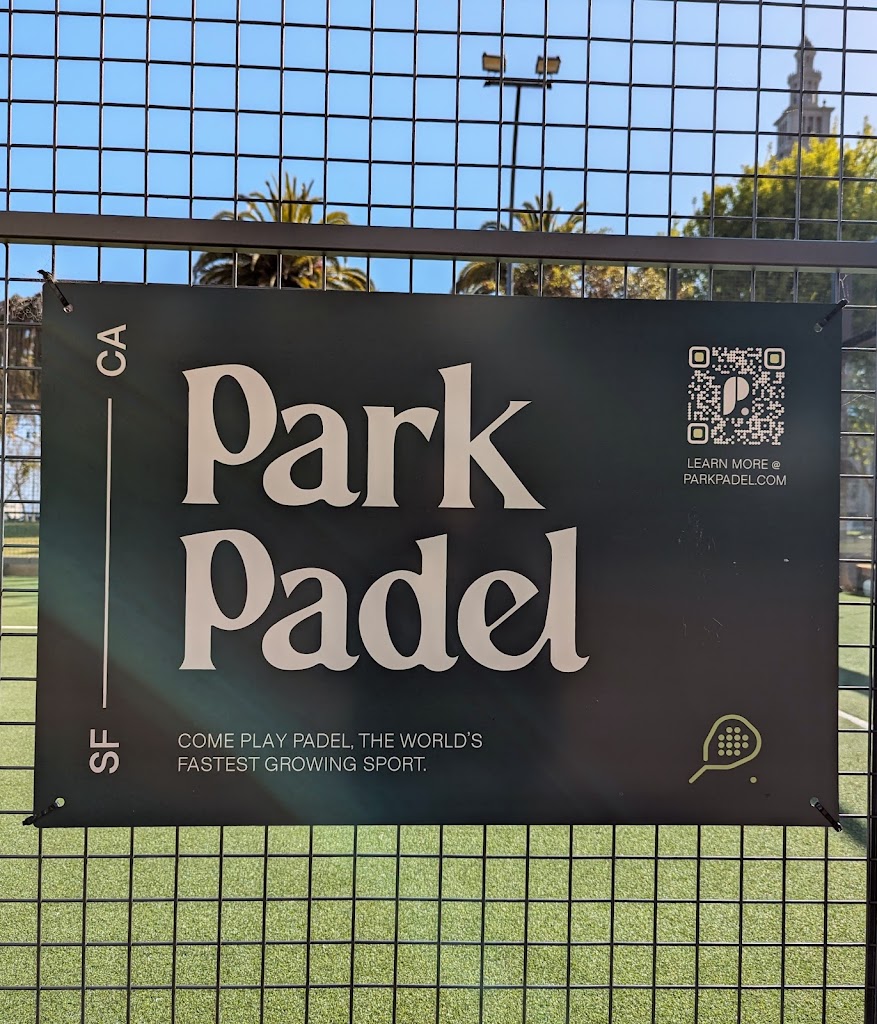 CA
SF
Park
Padel
COME PLAY PADEL, THE WORLD'S
FASTEST GROWING SPORT.
LEARN MORE @
PARKPADEL.COM